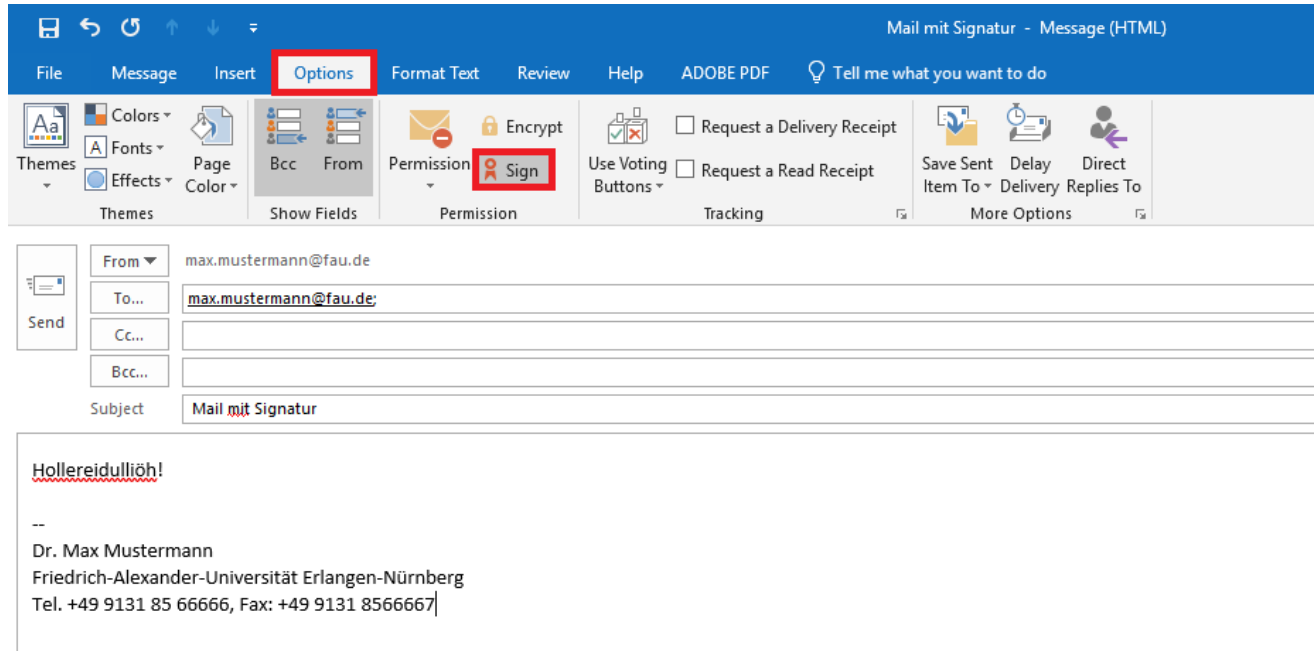 Mail mit Signatur - Message (HTML)
File Message Insert Options Format Text Review Help ADOBE PDF Tell me what you want to do
Aa
Themes
Colors
A Fonts
Effects
Page
Color
Themes
Bcc From
Show Fields
Permission
Encrypt
Sign
Permission
Use Voting
Buttons
Request a Delivery Receipt
Request a Read Receipt
Tracking
Save Sent
Item To
Delay
Delivery
Direct
Replies To
More Options
Send
From max.mustermann@fau.de
To... max.mustermann@fau.de;
Cc...
Bcc...
Subject Mail mit Signatur
Hollereidulliöh!
--
Dr. Max Mustermann
Friedrich-Alexander-Universität Erlangen-Nürnberg
Tel. +49 9131 85 66666, Fax: +49 9131 8566667